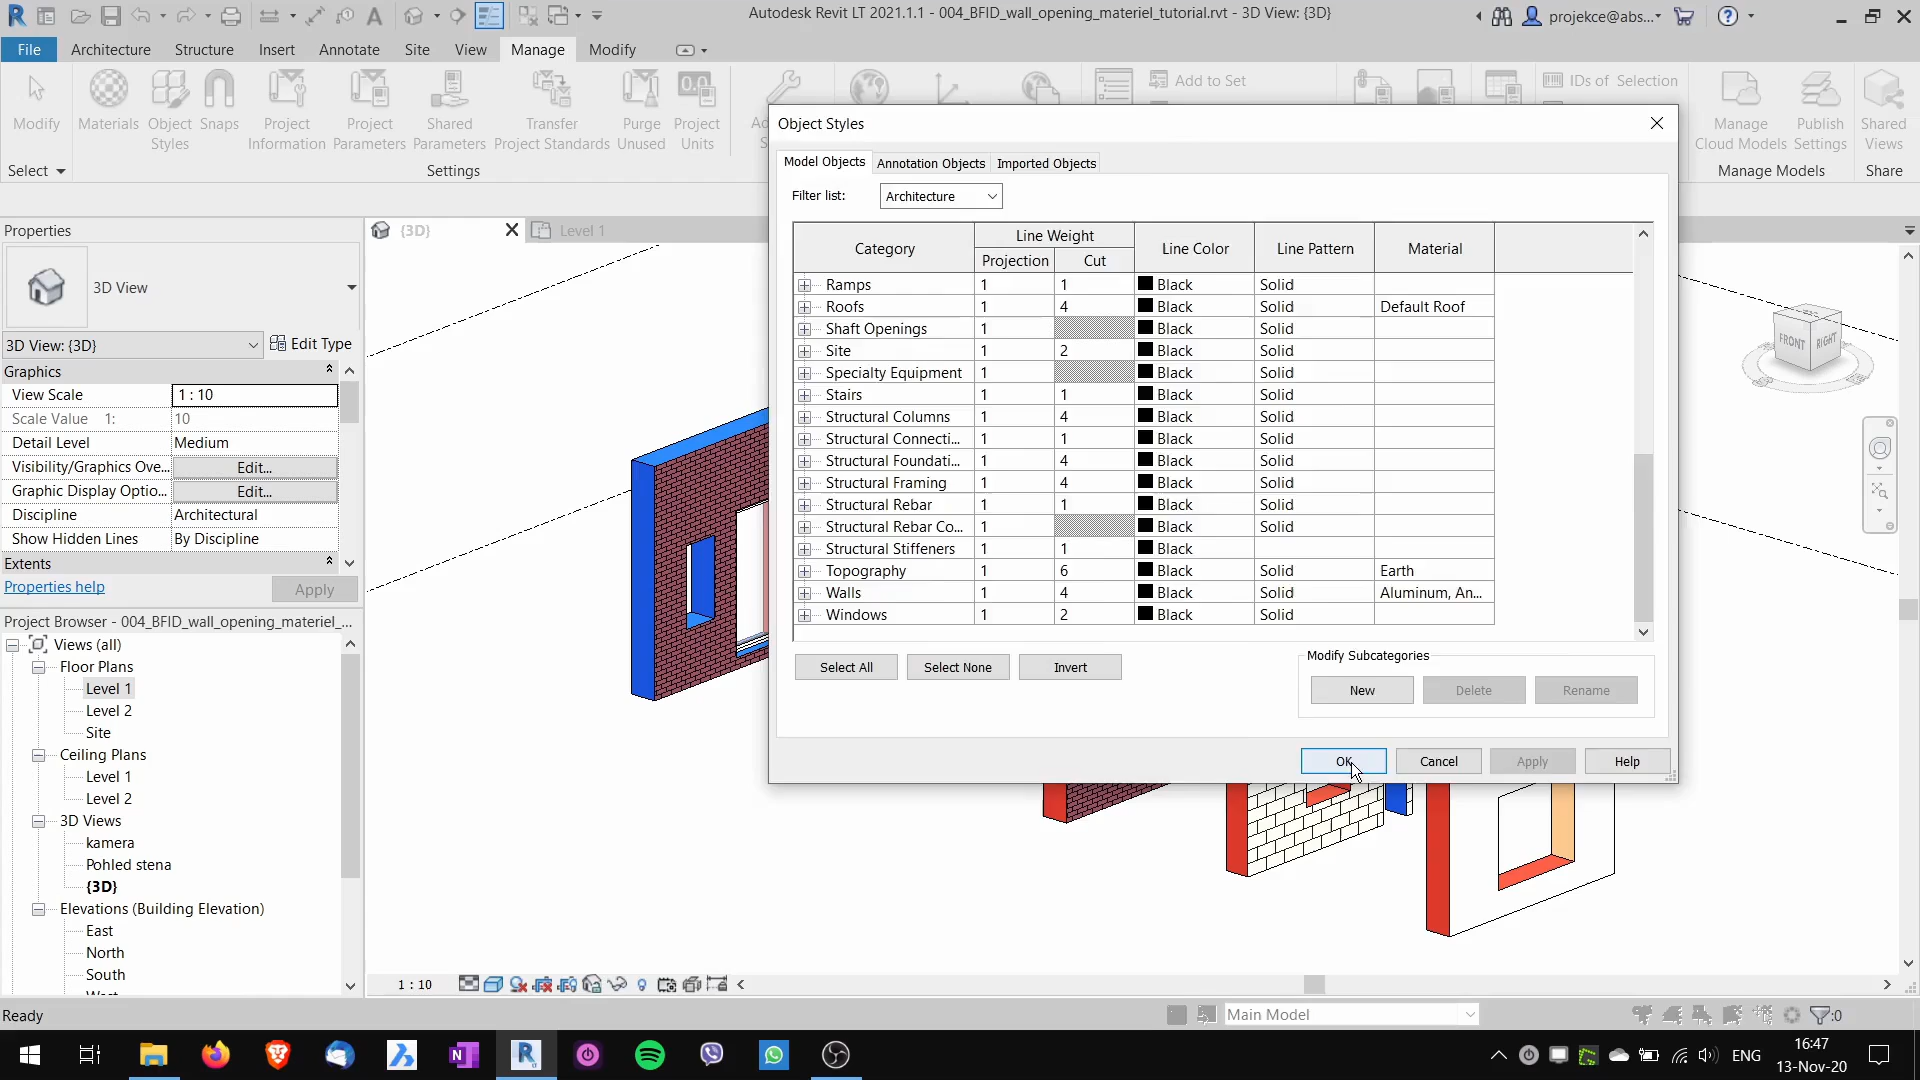 Autodesk Revit LT 2021.1.1 - 004_BFID_wall_opening_materiel_tutorial.rvt - 3D View: {3D}
projekce@abs...
File Architecture Structure Insert Annotate Site View Manage Modify
Modify
Materials
Object Styles
Snaps
Project Information
Project Parameters
Shared Parameters
Transfer Project Standards
Purge Unused
Project Units
Add to Set
IDs of Selection
Manage Cloud Models
Publish Settings
Shared Views
Select
Settings
Manage Models
Share
Properties
{3D}
Level 1
3D View
3D View: {3D}
Edit Type
Graphics
View Scale 1 : 10
Scale Value 1: 10
Detail Level Medium
Visibility/Graphics Ove... Edit...
Graphic Display Optio... Edit...
Discipline Architectural
Show Hidden Lines By Discipline
Extents
Properties help
Apply
Project Browser - 004_BFID_wall_opening_materiel_...
Views (all)
Floor Plans
Level 1
Level 2
Site
Ceiling Plans
Level 1
Level 2
3D Views
kamera
Pohled stena
{3D}
Elevations (Building Elevation)
East
North
South
Object Styles
Model Objects Annotation Objects Imported Objects
Filter list: Architecture
Category Line Weight Line Color Line Pattern Material
Projection Cut
Ramps 1 1 Black Solid
Roofs 1 4 Black Solid Default Roof
Shaft Openings 1 Black Solid
Site 1 2 Black Solid
Specialty Equipment 1 Black Solid
Stairs 1 1 Black Solid
Structural Columns 1 4 Black Solid
Structural Connecti... 1 1 Black Solid
Structural Foundati... 1 4 Black Solid
Structural Framing 1 4 Black Solid
Structural Rebar 1 1 Black Solid
Structural Rebar Co... 1 Black Solid
Structural Stiffeners 1 1 Black
Topography 1 6 Black Solid Earth
Walls 1 4 Black Solid Aluminum, An...
Windows 1 2 Black Solid
Select All Select None Invert
Modify Subcategories
New Delete Rename
OK Cancel Apply Help
FRONT RIGHT
1 : 10
Ready
Main Model
:0
ENG
16:47
13-Nov-20